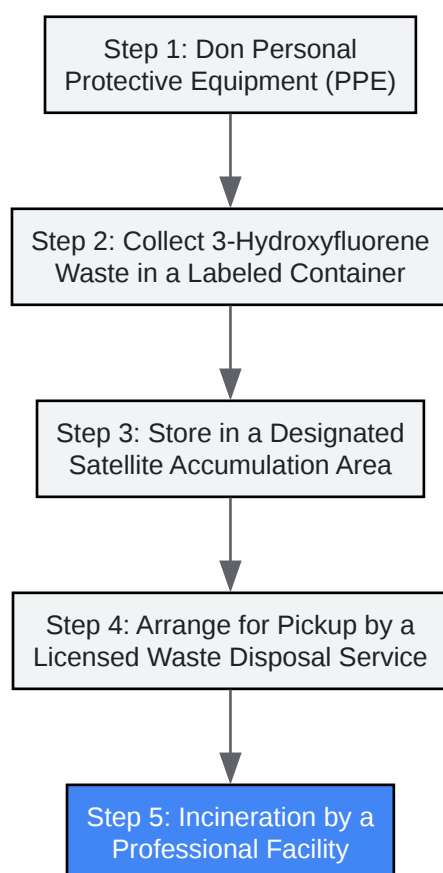 Step 1: Don Personal
Protective Equipment (PPE)
Step 2: Collect 3-Hydroxyfluorene
Waste in a Labeled Container
Step 3: Store in a Designated
Satellite Accumulation Area
Step 4: Arrange for Pickup by a
Licensed Waste Disposal Service
Step 5: Incineration by a
Professional Facility